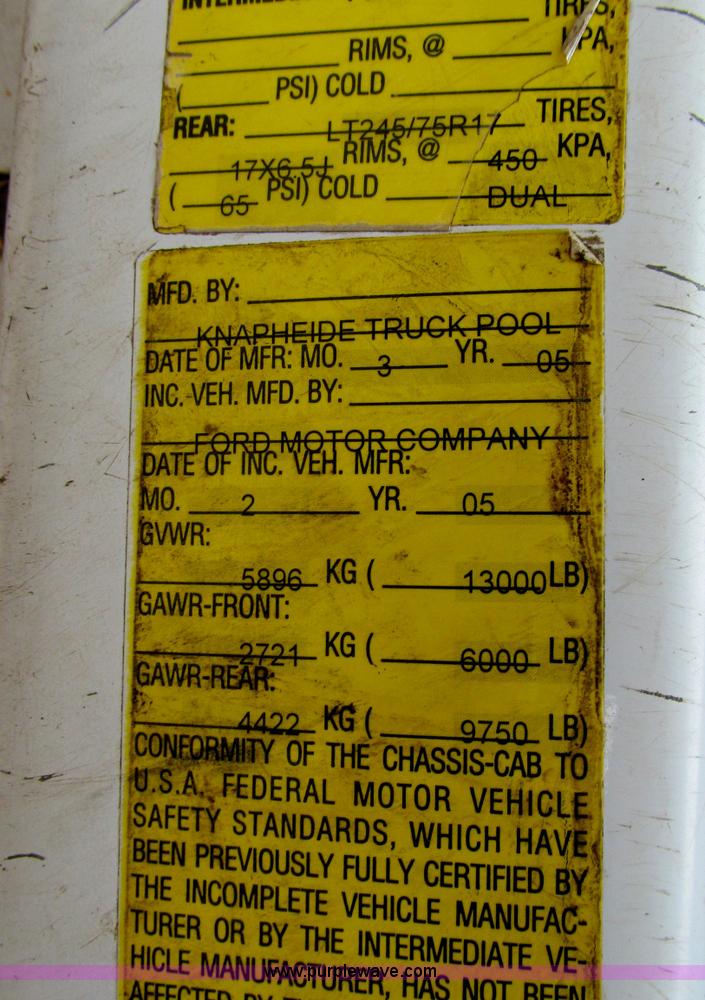 TIRES,
RIMS, @ KPA,
( PSI) COLD
REAR: LT245/75R17 TIRES,
17X6.5J RIMS, @ 450 KPA,
( 65 PSI) COLD DUAL
MFD. BY:
KNAPHEIDE TRUCK POOL
DATE OF MFR: MO. 3 YR. 05
INC. VEH. MFD. BY:
FORD MOTOR COMPANY
DATE OF INC. VEH. MFR:
MO. 2 YR. 05
GVWR:
5896 KG ( 13000 LB)
GAWR-FRONT:
2721 KG ( 6000 LB)
GAWR-REAR:
4422 KG ( 9750 LB)
CONFORMITY OF THE CHASSIS-CAB TO
U.S.A. FEDERAL MOTOR VEHICLE
SAFETY STANDARDS, WHICH HAVE
BEEN PREVIOUSLY FULLY CERTIFIED BY
THE INCOMPLETE VEHICLE MANUFAC-
TURER OR BY THE INTERMEDIATE VE-
HICLE MANUFACTURER, HAS NOT BEEN
www.purplewave.com
AFFECTED BY